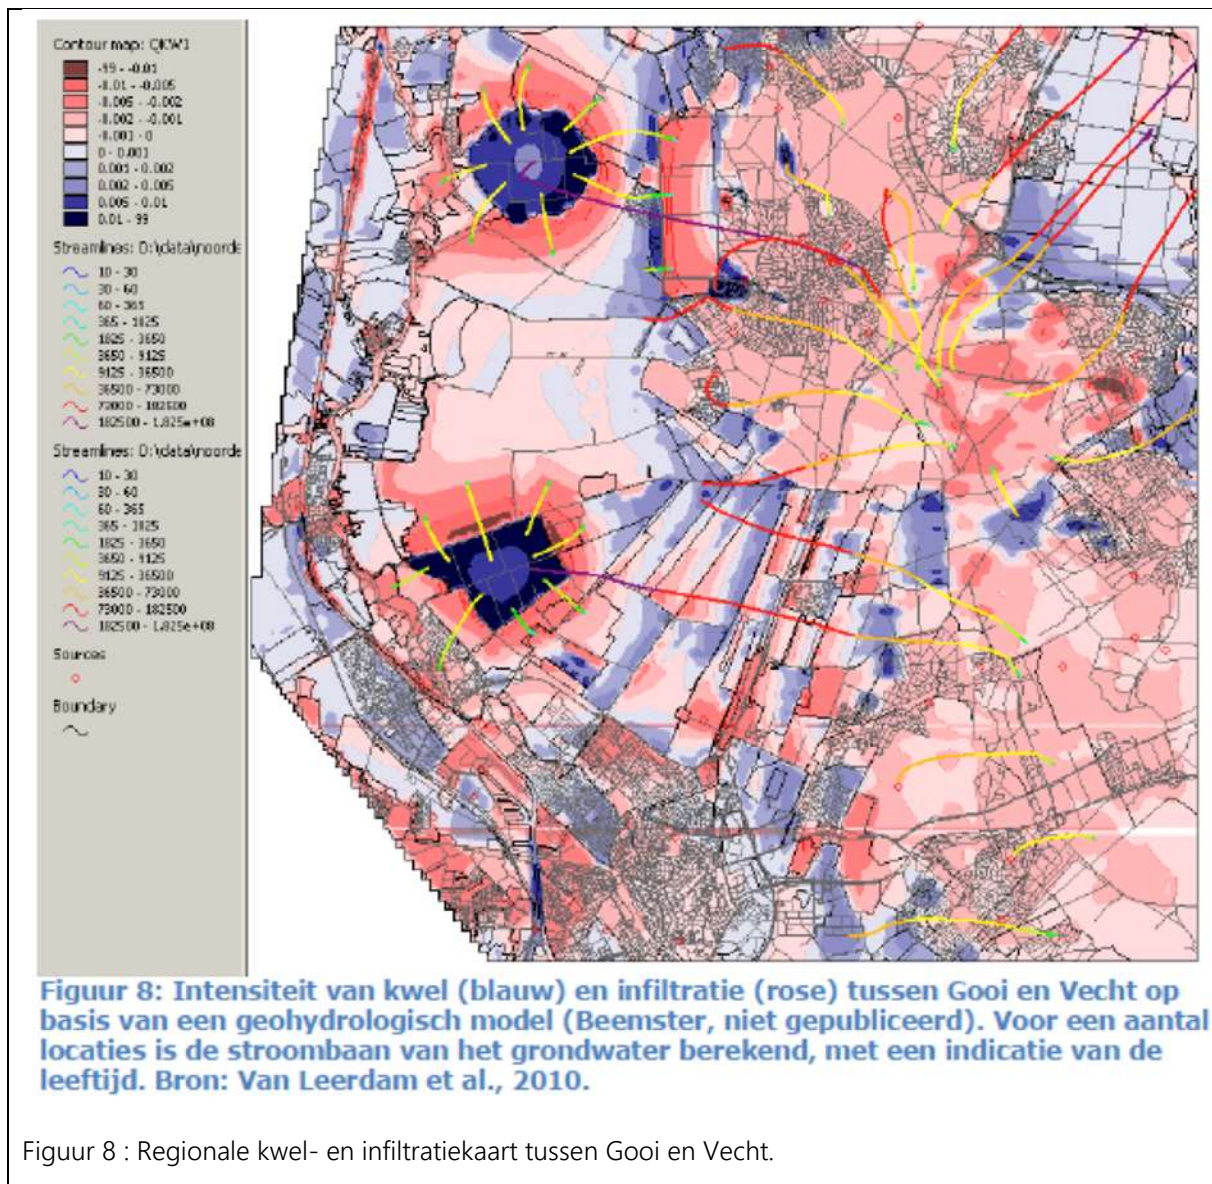 Contour map: QKW1
-99 - -0.01
-0.01 - -0.005
-0.005 - -0.002
-0.002 - -0.001
-0.001 - 0
0 - 0.001
0.001 - 0.002
0.002 - 0.005
0.005 - 0.01
0.01 - 99
Streamlines: D:\data\noorde
10 - 30
30 - 60
60 - 365
365 - 1825
1825 - 3650
3650 - 9125
9125 - 36500
36500 - 73000
73000 - 182500
182500 - 1.825e+08
Streamlines: D:\data\noorde
10 - 30
30 - 60
60 - 365
365 - 1825
1825 - 3650
3650 - 9125
9125 - 36500
36500 - 73000
73000 - 182500
182500 - 1.825e+08
Sources
Boundary
Figuur 8: Intensiteit van kwel (blauw) en infiltratie (rose) tussen Gooi en Vecht op
basis van een geohydrologisch model (Beemster, niet gepubliceerd). Voor een aantal
locaties is de stroombaan van het grondwater berekend, met een indicatie van de
leeftijd. Bron: Van Leerdam et al., 2010.
Figuur 8 : Regionale kwel- en infiltratiekaart tussen Gooi en Vecht.